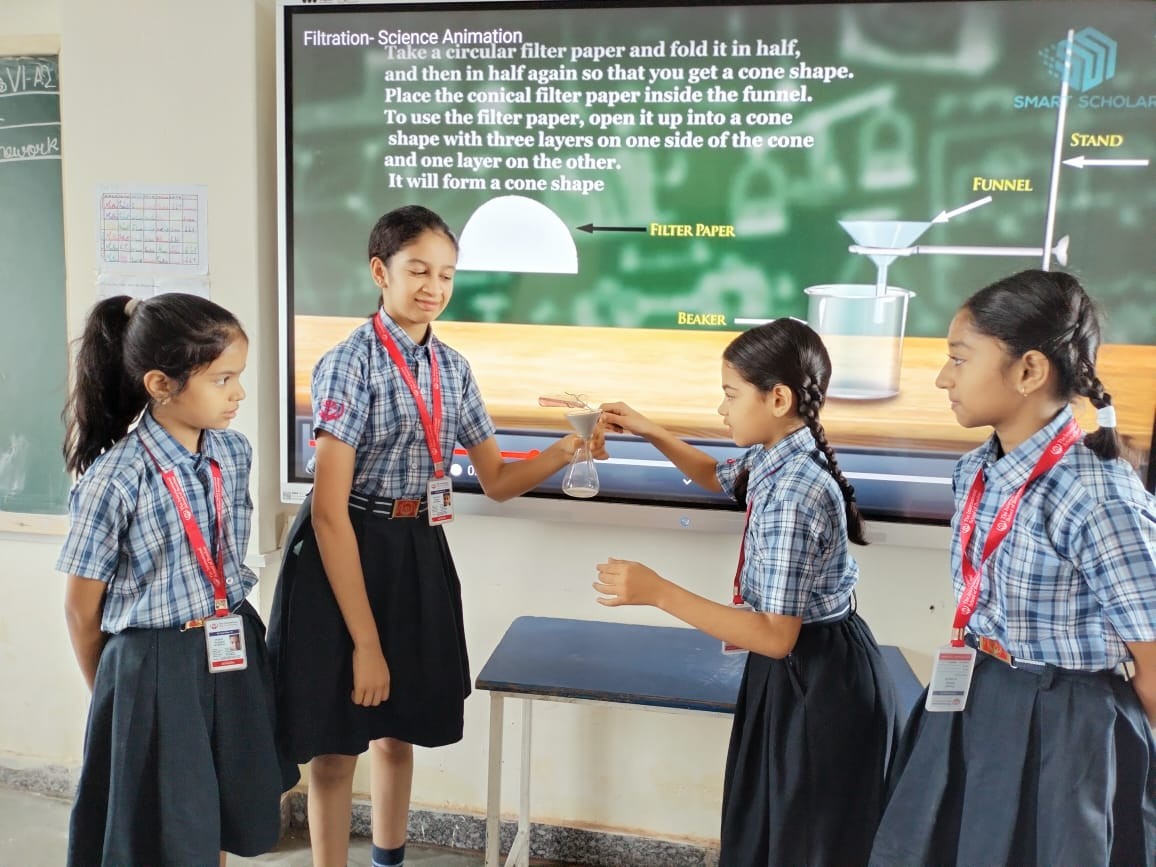 Filtration- Science Animation
Take a circular filter paper and fold it in half,
and then in half again so that you get a cone shape.
Place the conical filter paper inside the funnel.
To use the filter paper, open it up into a cone
shape with three layers on one side of the cone
and one layer on the other.
It will form a cone shape
SMART SCHOLAR
STAND
FUNNEL
FILTER PAPER
BEAKER
VI-A2